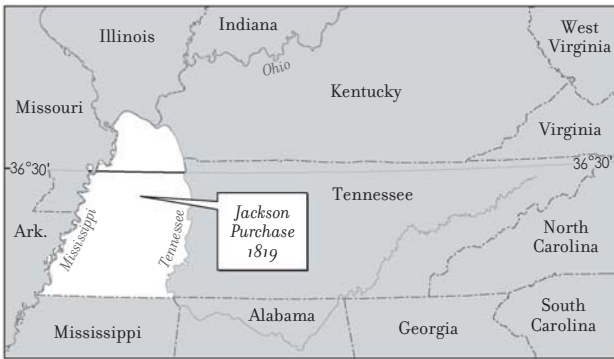 Illinois
Indiana
West
Virginia
Ohio
Missouri
Kentucky
Virginia
36°30'
36°30'
Tennessee
Jackson
Purchase
1819
Ark.
Mississippi
Tennessee
North
Carolina
Mississippi
Alabama
Georgia
South
Carolina